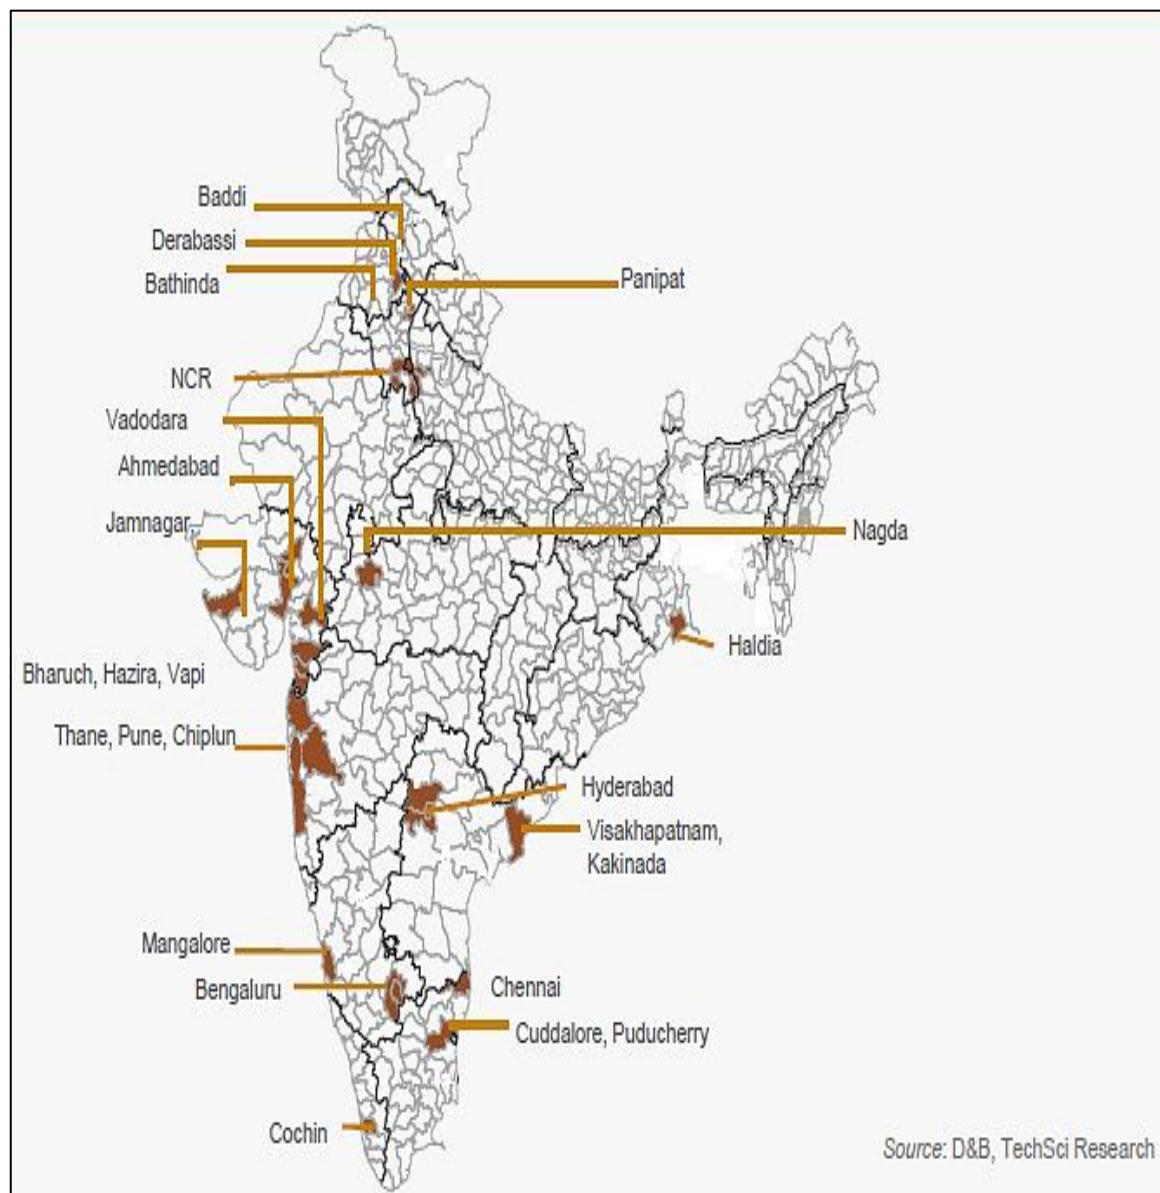 Baddi
Derabassi
Bathinda
Panipat
NCR
Vadodara
Ahmedabad
Jamnagar
Nagda
Haldia
Bharuch, Hazira, Vapi
Thane, Pune, Chiplun
Hyderabad
Visakhapatnam,
Kakinada
Mangalore
Bengaluru
Chennai
Cuddalore, Puducherry
Cochin
Source: D&B, TechSci Research